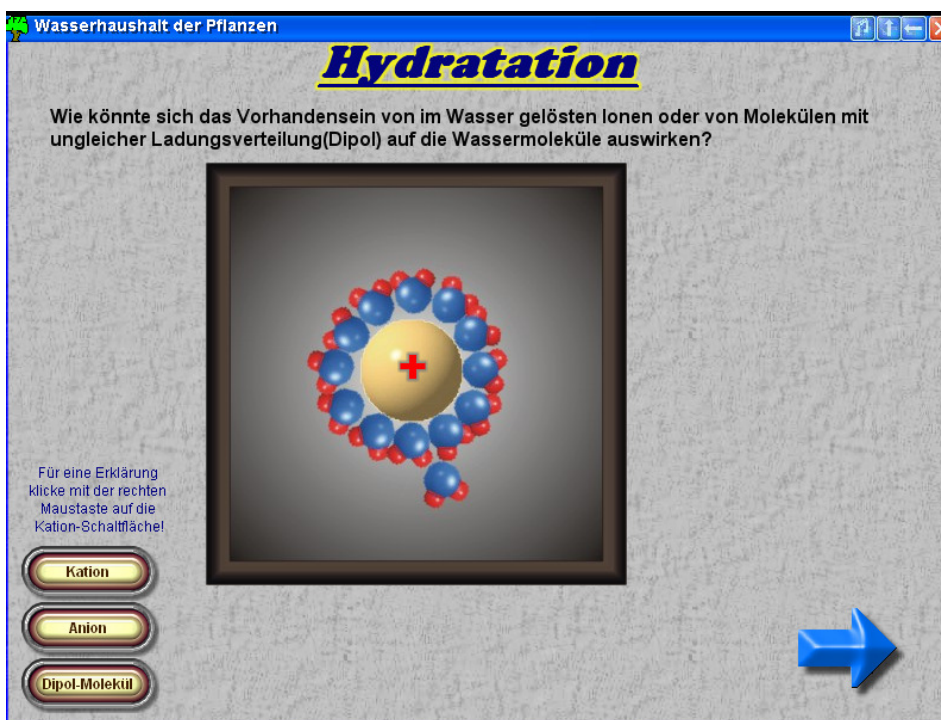 Wasserhaushalt der Pflanzen
Hydratation
Wie könnte sich das Vorhandensein von im Wasser gelösten Ionen oder von Molekülen mit
ungleicher Ladungsverteilung(Dipol) auf die Wassermoleküle auswirken?
+
Für eine Erklärung
klicke mit der rechten
Maustaste auf die
Kation-Schaltfläche!
Kation
Anion
Dipol-Molekül